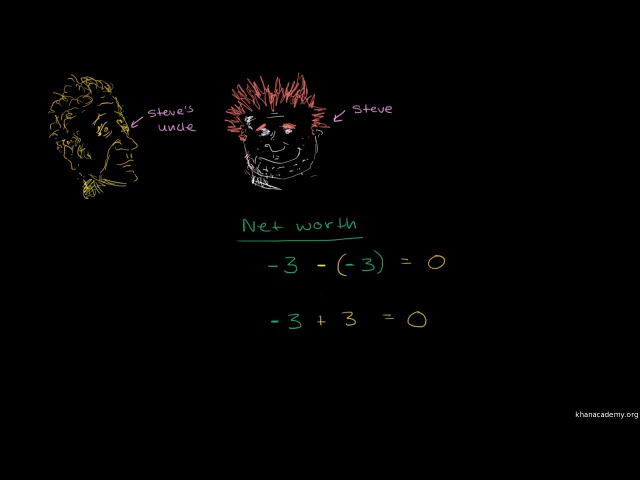 Steve's
uncle
Steve
Net worth
-3 - (-3) = 0
-3 + 3 = 0
khanacademy.org